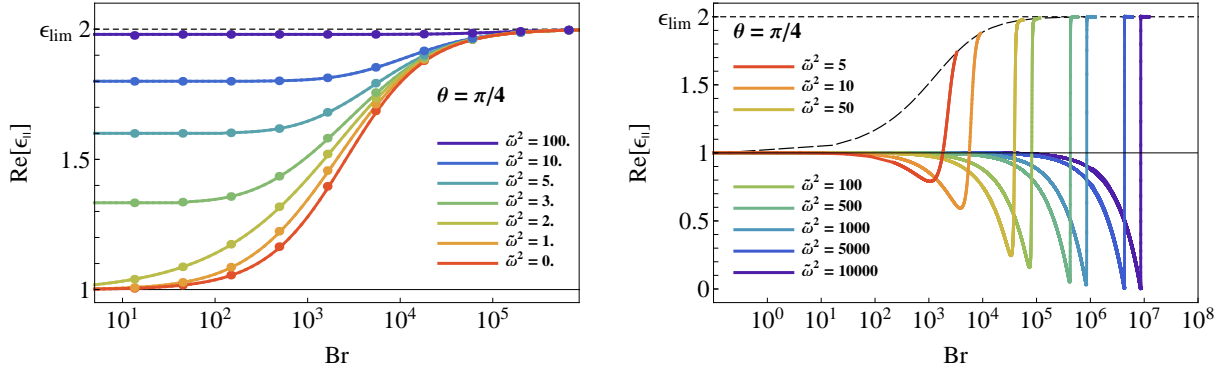 ϵlim
2
1.5
1
Re[ϵ||]
θ = π/4
ω̃² = 100.
ω̃² = 10.
ω̃² = 5.
ω̃² = 3.
ω̃² = 2.
ω̃² = 1.
ω̃² = 0.
10¹ 10² 10³ 10⁴ 10⁵
Br
ϵlim
2
1.5
1
0.5
0
Re[ϵ||]
θ = π/4
ω̃² = 5
ω̃² = 10
ω̃² = 50
ω̃² = 100
ω̃² = 500
ω̃² = 1000
ω̃² = 5000
ω̃² = 10000
10⁰ 10¹ 10² 10³ 10⁴ 10⁵ 10⁶ 10⁷ 10⁸
Br